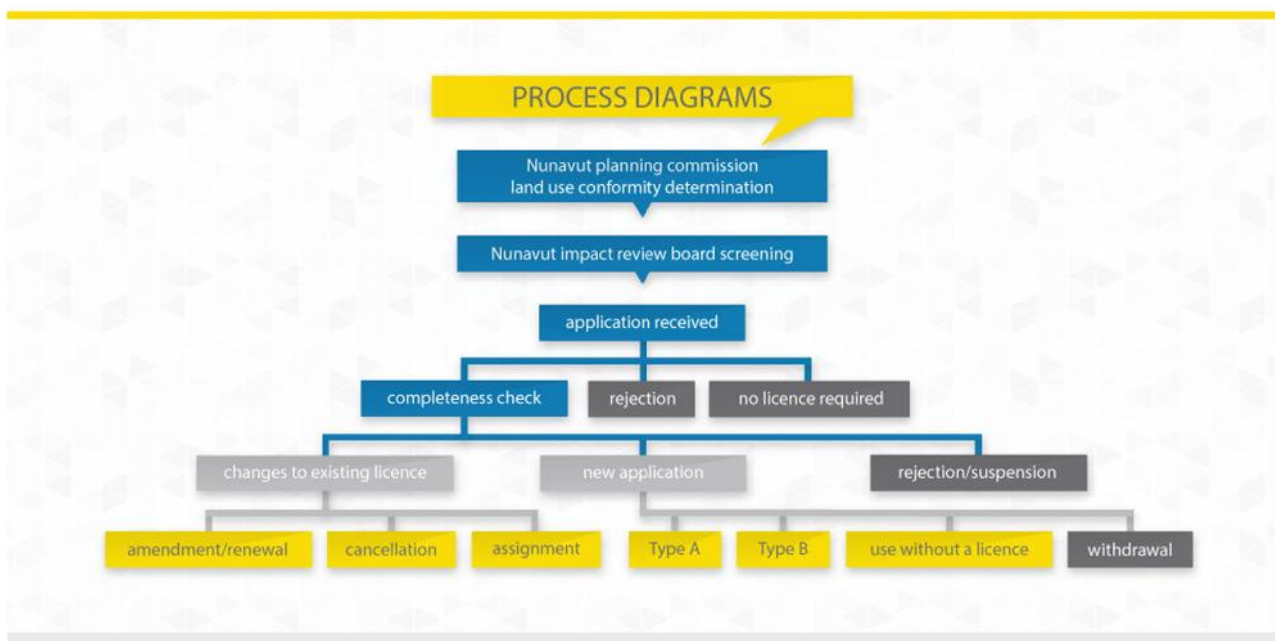 PROCESS DIAGRAMS
Nunavut planning commission
land use conformity determination
Nunavut impact review board screening
application received
completeness check
rejection
no licence required
changes to existing licence
new application
rejection/suspension
amendment/renewal
cancellation
assignment
Type A
Type B
use without a licence
withdrawal